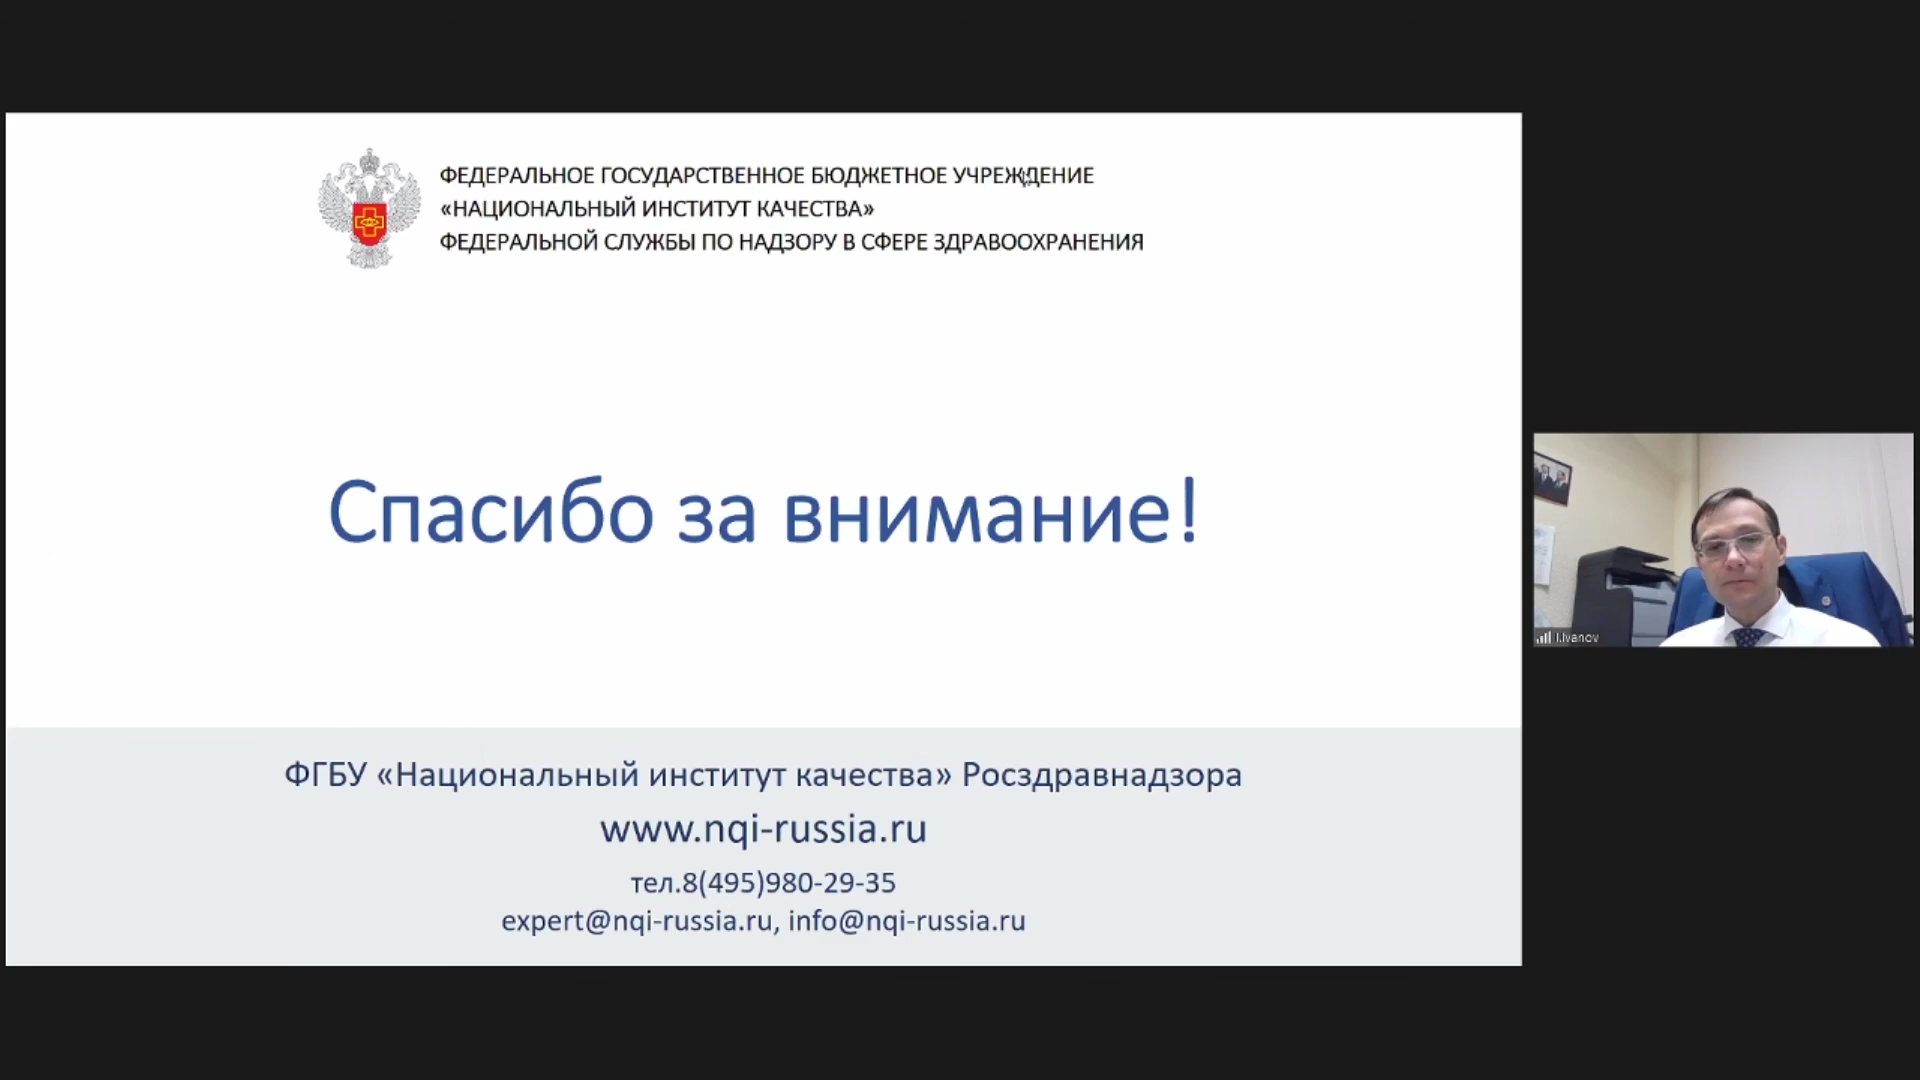 ФЕДЕРАЛЬНОЕ ГОСУДАРСТВЕННОЕ БЮДЖЕТНОЕ УЧРЕЖДЕНИЕ
«НАЦИОНАЛЬНЫЙ ИНСТИТУТ КАЧЕСТВА»
ФЕДЕРАЛЬНОЙ СЛУЖБЫ ПО НАДЗОРУ В СФЕРЕ ЗДРАВООХРАНЕНИЯ
Спасибо за внимание!
ФГБУ «Национальный институт качества» Росздравнадзора
www.nqi-russia.ru
тел.8(495)980-29-35
expert@nqi-russia.ru, info@nqi-russia.ru
I.Ivanov